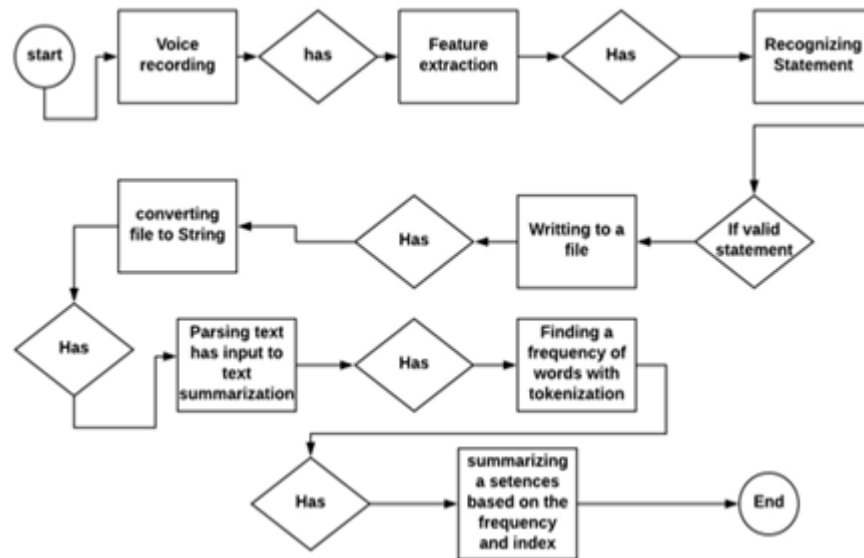 start
Voice
recording
has
Feature
extraction
Has
Recognizing
Statement
If valid
statement
Writting to a
file
Has
converting
file to String
Has
Parsing text
has input to
text
summarization
Has
Finding a
frequency of
words with
tokenization
Has
summarizing
a setences
based on the
frequency
and index
End